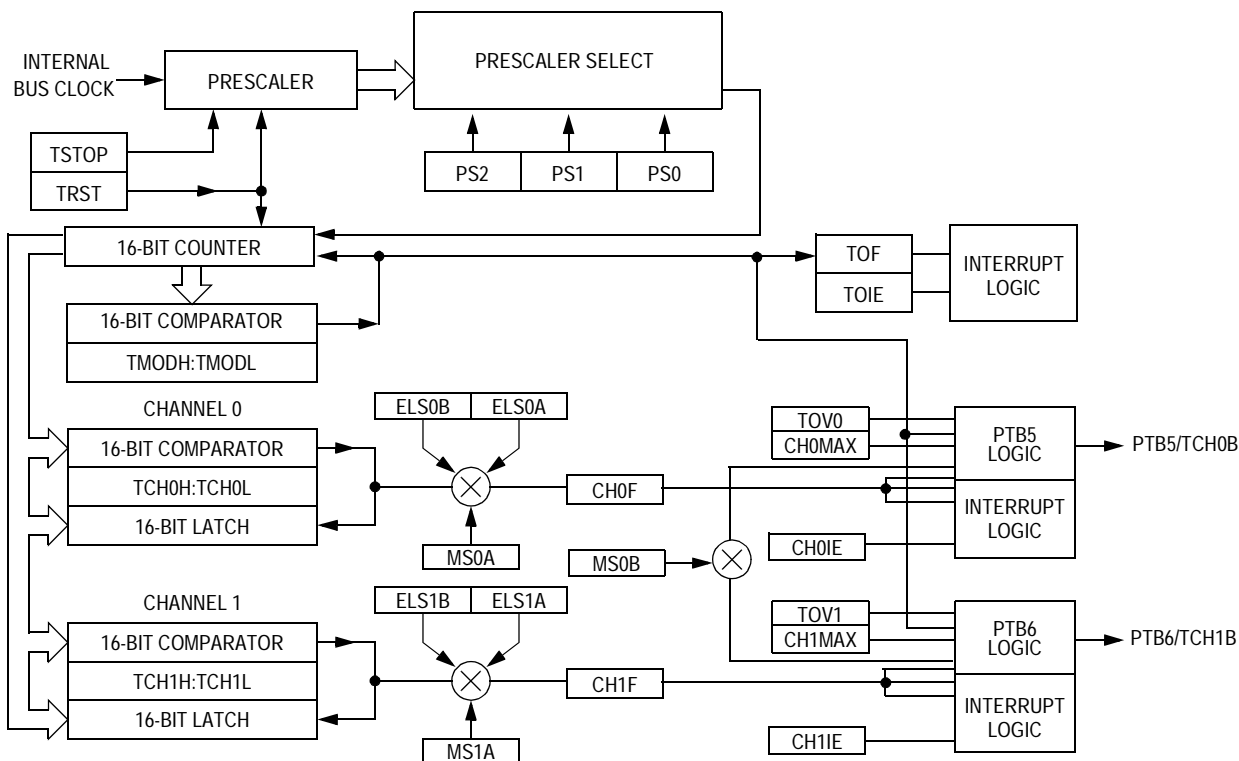 INTERNAL
BUS CLOCK
PRESCALER
PRESCALER SELECT
TSTOP
TRST
PS2
PS1
PS0
16-BIT COUNTER
16-BIT COMPARATOR
TMODH:TMODL
TOF
TOIE
INTERRUPT
LOGIC
CHANNEL 0
16-BIT COMPARATOR
TCH0H:TCH0L
16-BIT LATCH
ELS0B
ELS0A
MS0A
CH0F
MS0B
TOV0
CH0MAX
CH0IE
PTB5
LOGIC
INTERRUPT
LOGIC
PTB5/TCH0B
CHANNEL 1
16-BIT COMPARATOR
TCH1H:TCH1L
16-BIT LATCH
ELS1B
ELS1A
MS1A
CH1F
TOV1
CH1MAX
CH1IE
PTB6
LOGIC
INTERRUPT
LOGIC
PTB6/TCH1B